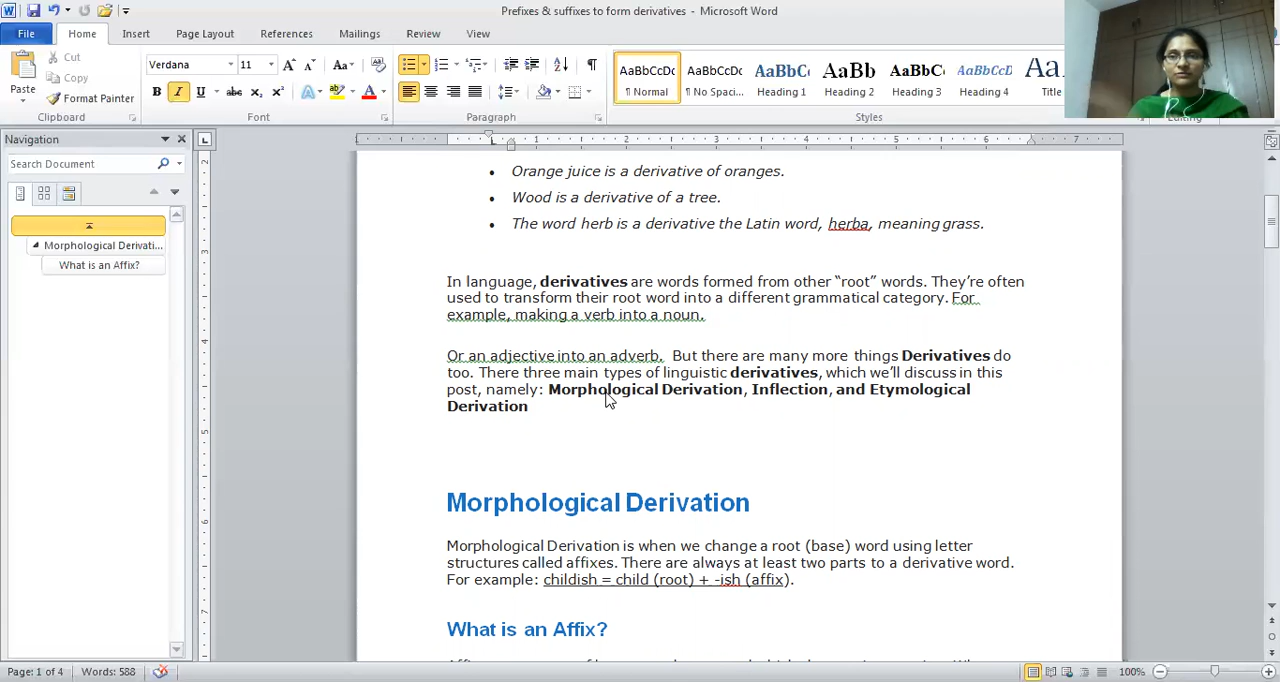 Prefixes & suffixes to form derivatives - Microsoft Word
File Home Insert Page Layout References Mailings Review View
Cut
Copy
Format Painter
Paste
Clipboard
Verdana 11
Font
Paragraph
AaBbCcDc AaBbCcDc AaBbC AaBb AaBbC AaBbCcD
¶ Normal ¶ No Spaci... Heading 1 Heading 2 Heading 3 Heading 4 Title
Styles
Navigation
Search Document
Morphological Derivati...
What is an Affix?
• Orange juice is a derivative of oranges.
• Wood is a derivative of a tree.
• The word herb is a derivative the Latin word, herba, meaning grass.
In language, derivatives are words formed from other “root” words. They’re often
used to transform their root word into a different grammatical category. For
example, making a verb into a noun.
Or an adjective into an adverb. But there are many more things Derivatives do
too. There three main types of linguistic derivatives, which we’ll discuss in this
post, namely: Morphological Derivation, Inflection, and Etymological
Derivation
Morphological Derivation
Morphological Derivation is when we change a root (base) word using letter
structures called affixes. There are always at least two parts to a derivative word.
For example: childish = child (root) + -ish (affix).
What is an Affix?
Page: 1 of 4 Words: 588 100%